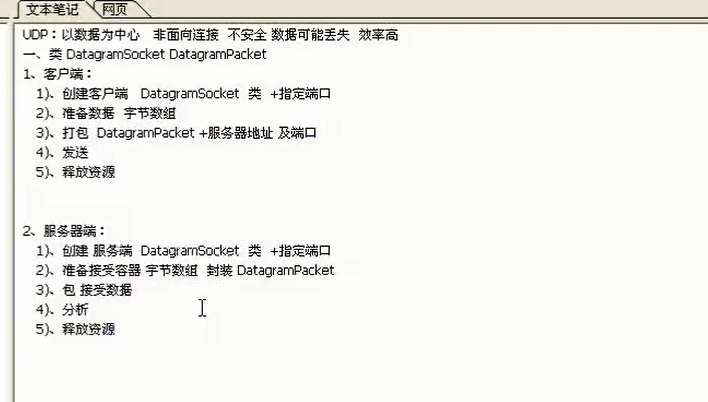 文本笔记 网页
UDP：以数据为中心 非面向连接 不安全 数据可能丢失 效率高
一、类 DatagramSocket DatagramPacket
1、客户端：
1)、创建客户端 DatagramSocket 类 +指定端口
2)、准备数据 字节数组
3)、打包 DatagramPacket +服务器地址 及端口
4)、发送
5)、释放资源
2、服务器端：
1)、创建 服务端 DatagramSocket 类 +指定端口
2)、准备接受容器 字节数组 封装 DatagramPacket
3)、包 接受数据
4)、分析
5)、释放资源